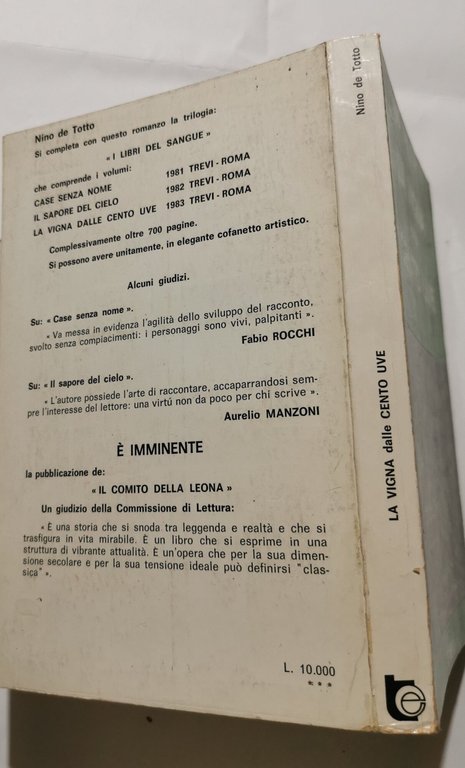 Nino de Totto
Si completa con questo romanzo la trilogia:
« I LIBRI DEL SANGUE »
che comprende i volumi:
CASE SENZA NOME 1981 TREVI - ROMA
IL SAPORE DEL CIELO 1982 TREVI - ROMA
LA VIGNA DALLE CENTO UVE 1983 TREVI - ROMA
Complessivamente oltre 700 pagine.
Si possono avere unitamente, in elegante cofanetto artistico.
Alcuni giudizi.
Su: « Case senza nome ».
« Va messa in evidenza l'agilità dello sviluppo del racconto,
svolto senza compiacimenti: i personaggi sono vivi, palpitanti ».
Fabio ROCCHI
Su: « Il sapore del cielo ».
« L'autore possiede l'arte di raccontare, accaparrandosi sem-
pre l'interesse del lettore: una virtú non da poco per chi scrive ».
Aurelio MANZONI
È IMMINENTE
la pubblicazione de:
« IL COMITO DELLA LEONA »
Un giudizio della Commissione di Lettura:
« È una storia che si snoda tra leggenda e realtà e che si
trasfigura in vita mirabile. È un libro che si esprime in una
struttura di vibrante attualità. È un'opera che per la sua dimen-
sione secolare e per la sua tensione ideale può definirsi "clas-
sica" ».
L. 10.000
***
Nino de Totto
LA VIGNA dalle CENTO UVE